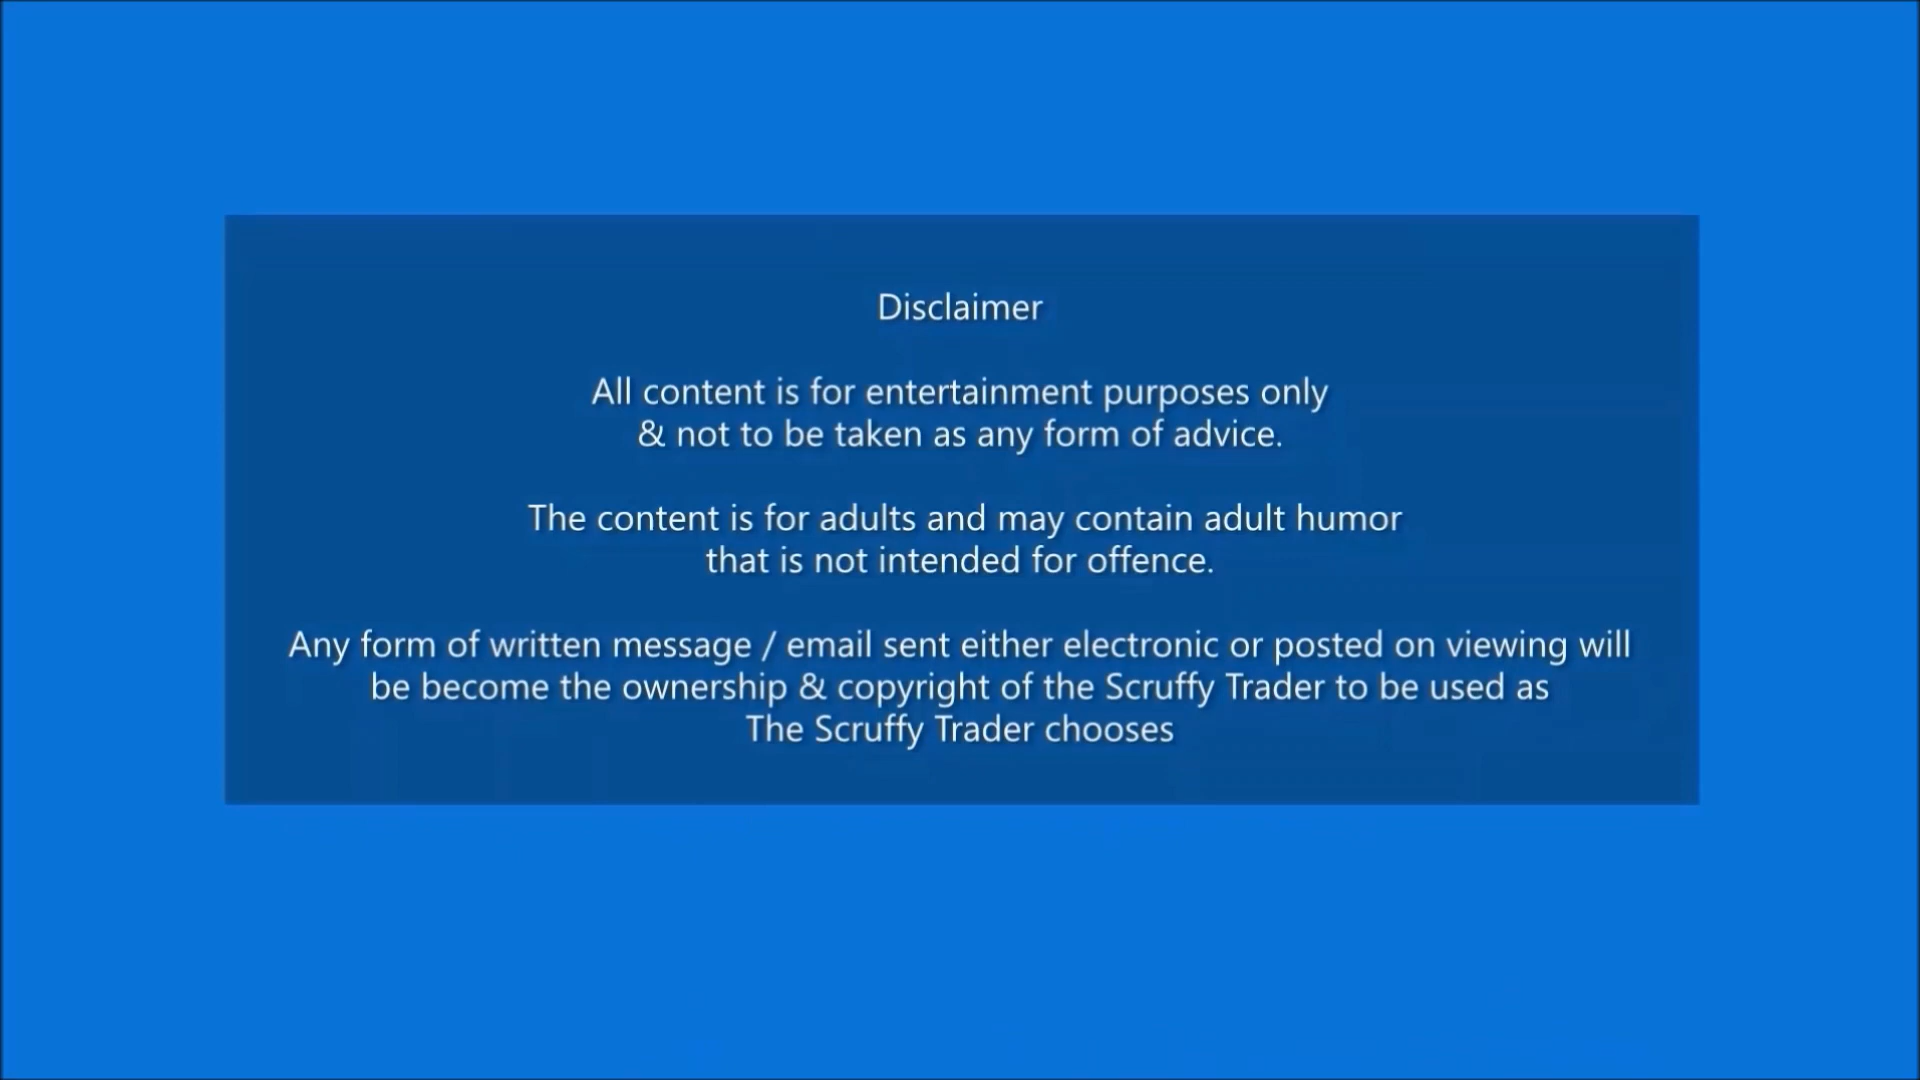 Disclaimer
All content is for entertainment purposes only
& not to be taken as any form of advice.
The content is for adults and may contain adult humor
that is not intended for offence.
Any form of written message / email sent either electronic or posted on viewing will
be become the ownership & copyright of the Scruffy Trader to be used as
The Scruffy Trader chooses